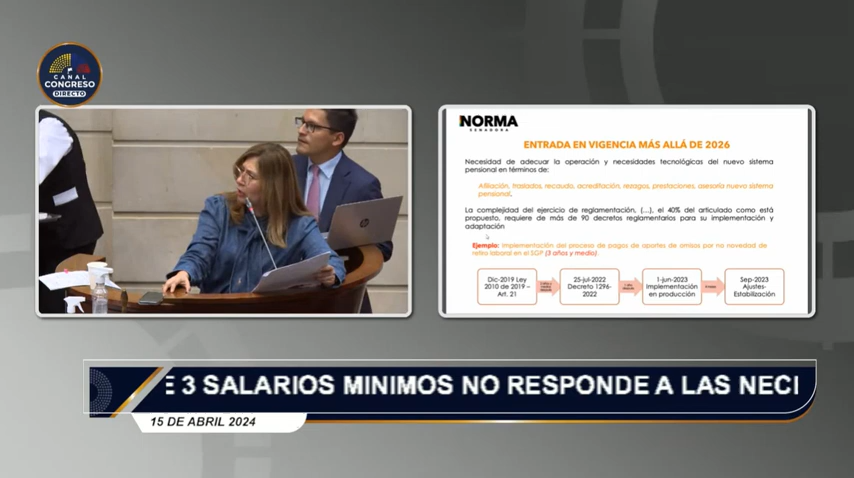 CANAL
CONGRESO
DIRECTO
NORMA
SENADORA
ENTRADA EN VIGENCIA MÁS ALLÁ DE 2026
Necesidad de adecuar la operación y necesidades tecnológicas del nuevo sistema
pensional en términos de:
Afiliación, traslados, recaudo, acreditación, rezagos, prestaciones, asesoría nuevo sistema
pensional.
La complejidad del ejercicio de reglamentación, (…), el 40% del articulado como está
propuesto, requiere de más de 90 decretos reglamentarios para su implementación y
adaptación
Ejemplo: Implementación del proceso de pagos de aportes de omisos por no novedad de
retiro laboral en el SGP (3 años y medio)
Dic-2019 Ley
2010 de 2019 –
Art. 21
25-jul-2022
Decreto 1296-
2022
1-jun-2023
Implementación
en producción
Sep-2023
Ajustes-
Estabilización
hp
E 3 SALARIOS MINIMOS NO RESPONDE A LAS NECI
15 DE ABRIL 2024